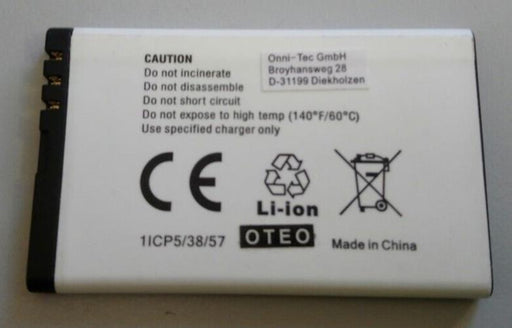 CAUTION
Do not incinerate
Do not disassemble
Do not short circuit
Do not expose to high temp (140°F/60°C)
Use specified charger only
Onni-Tec GmbH
Broyhansweg 28
D-31199 Diekholzen
CE
Li-ion
1ICP5/38/57
OTEO
Made in China